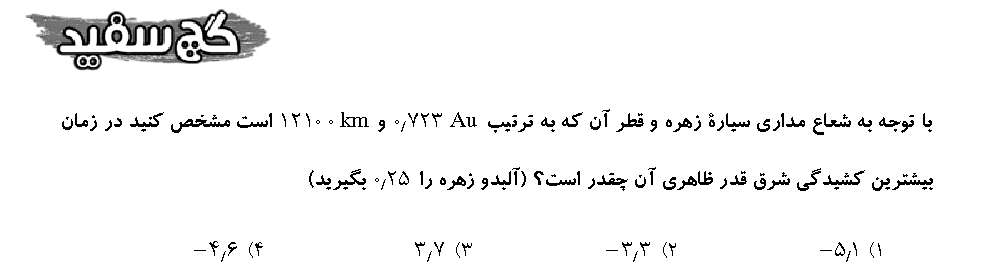 گچ سفید
با توجه به شعاع مداری سیارۀ زهره و قطر آن که به ترتیب ۰٫۷۲۳ Au و ۱۲۱۰۰ km است مشخص کنید در زمان
بیشترین کشیدگی شرق قدر ظاهری آن چقدر است؟ (آلبدو زهره را ۰٫۲۵ بگیرید)
۱) −۵٫۱ ۲) −۳٫۳ ۳) ۳٫۷ ۴) −۴٫۶